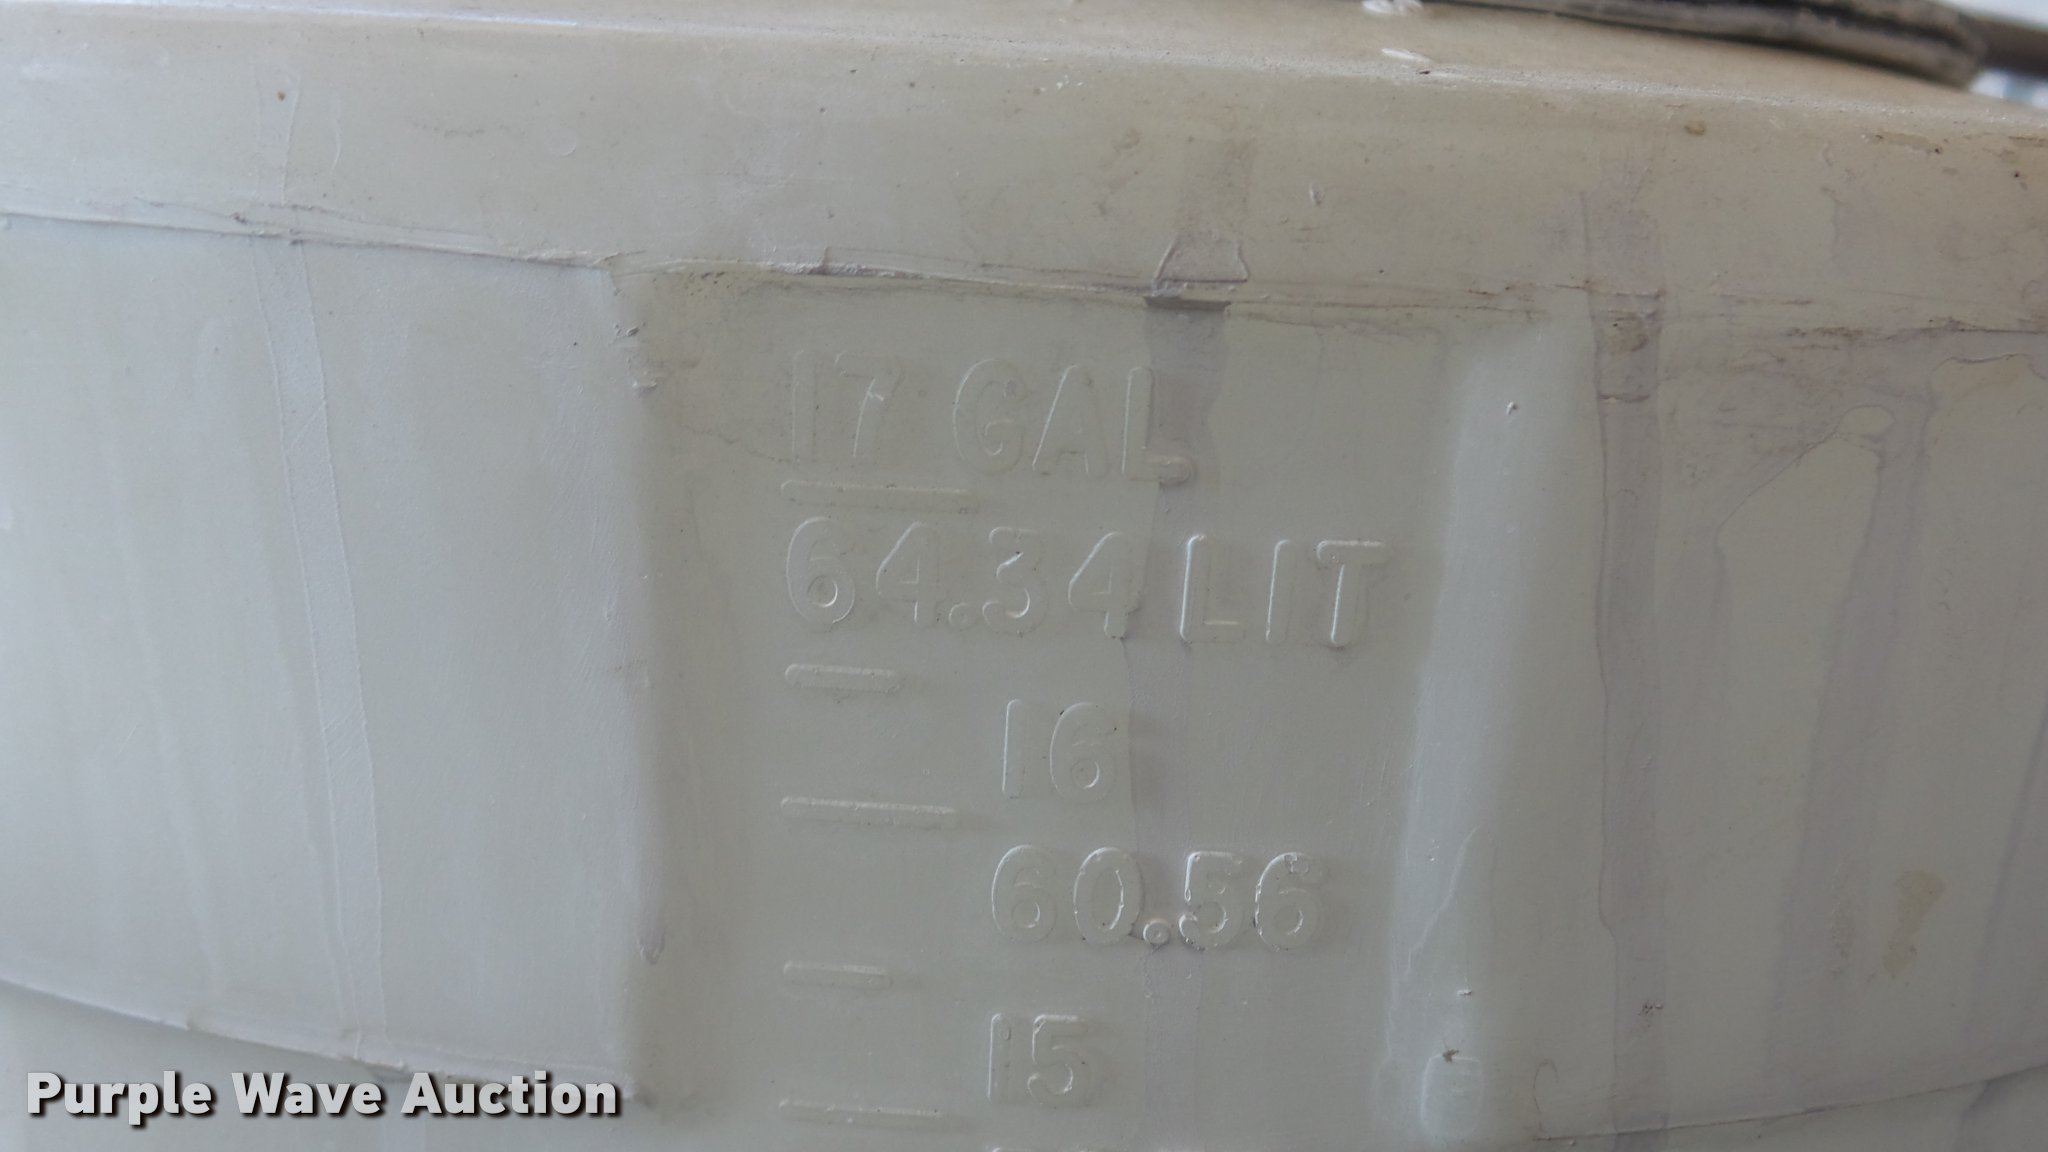 17 GAL
64.34 LIT
16
60.56
15
Purple Wave Auction